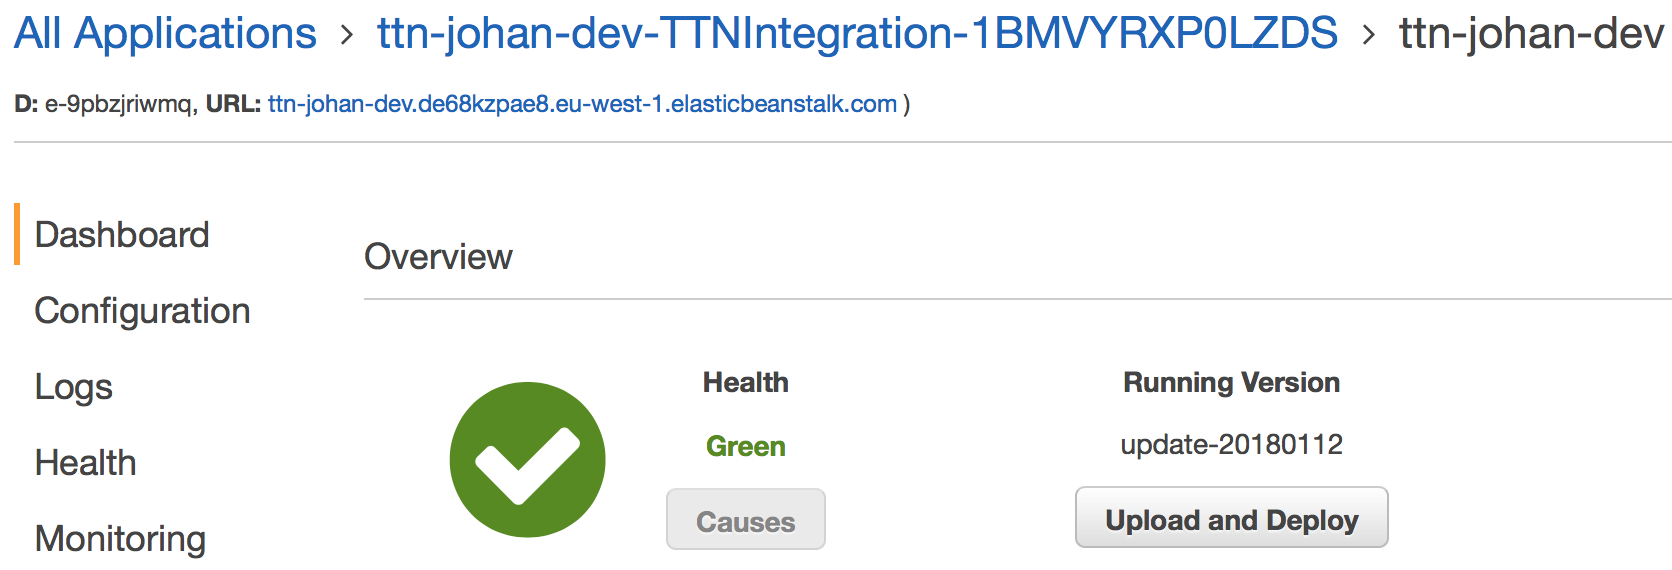 All Applications > ttn-johan-dev-TTNIntegration-1BMVYRXP0LZDS > ttn-johan-dev
D: e-9pbzjriwmq, URL: ttn-johan-dev.de68kzpae8.eu-west-1.elasticbeanstalk.com )
Dashboard
Configuration
Logs
Health
Monitoring
Overview
Health
Green
Causes
Running Version
update-20180112
Upload and Deploy